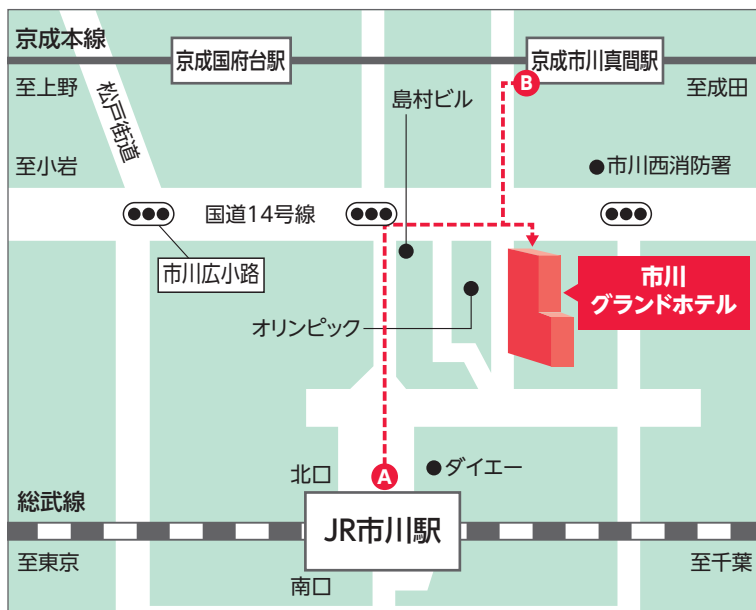 京成本線
京成国府台駅
京成市川真間駅
至上野
松戸街道
島村ビル
B
至成田
至小岩
市川西消防署
国道14号線
市川広小路
市川
グランドホテル
オリンピック
北口
A
ダイエー
総武線
JR市川駅
至東京
至千葉
南口